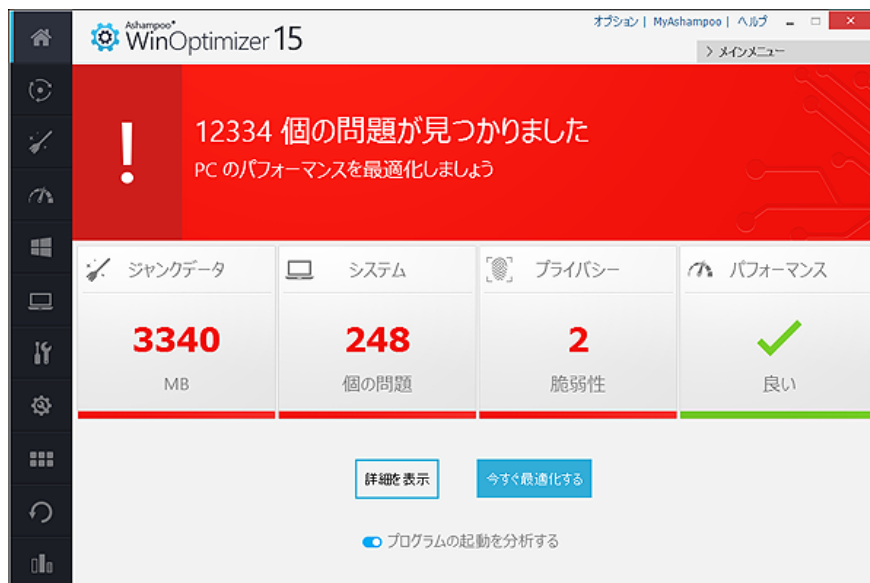 オプション | MyAshampoo | ヘルプ
Ashampoo®
WinOptimizer 15
> メインメニュー
12334 個の問題が見つかりました
PC のパフォーマンスを最適化しましょう
ジャンクデータ
システム
プライバシー
パフォーマンス
3340
248
2
MB
個の問題
脆弱性
良い
詳細を表示
今すぐ最適化する
プログラムの起動を分析する